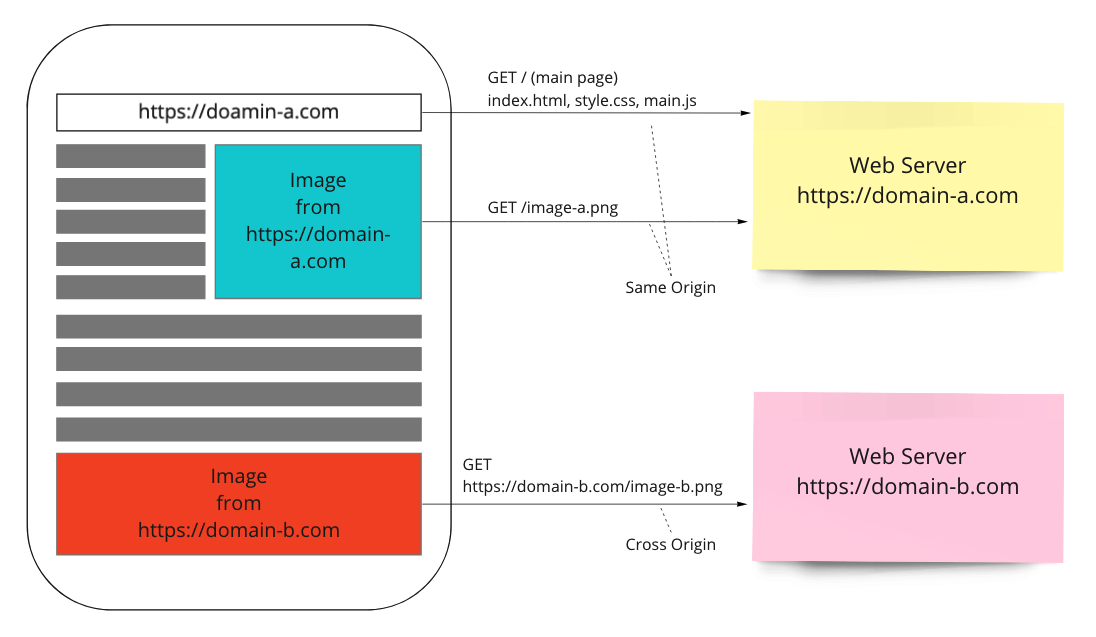 GET / (main page)
index.html, style.css, main.js
https://doamin-a.com
Image
from
https://domain-
a.com
GET /image-a.png
Web Server
https://domain-a.com
Same Origin
GET
https://domain-b.com/image-b.png
Image
from
https://domain-b.com
Web Server
https://domain-b.com
Cross Origin